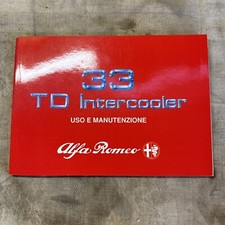 33
TD intercooler
USO E MANUTENZIONE
Alfa Romeo